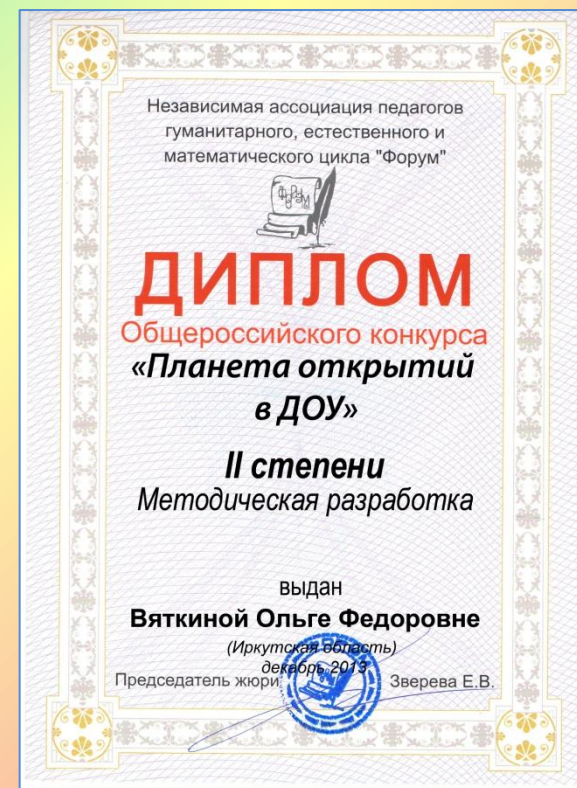 Независимая ассоциация педагогов
гуманитарного, естественного и
математического цикла "Форум"
ФОРУМ
ДИПЛОМ
Общероссийского конкурса
«Планета открытий
в ДОУ»
II степени
Методическая разработка
выдан
Вяткиной Ольге Федоровне
(Иркутская область)
декабрь 2013
Председатель жюри Зверева Е.В.